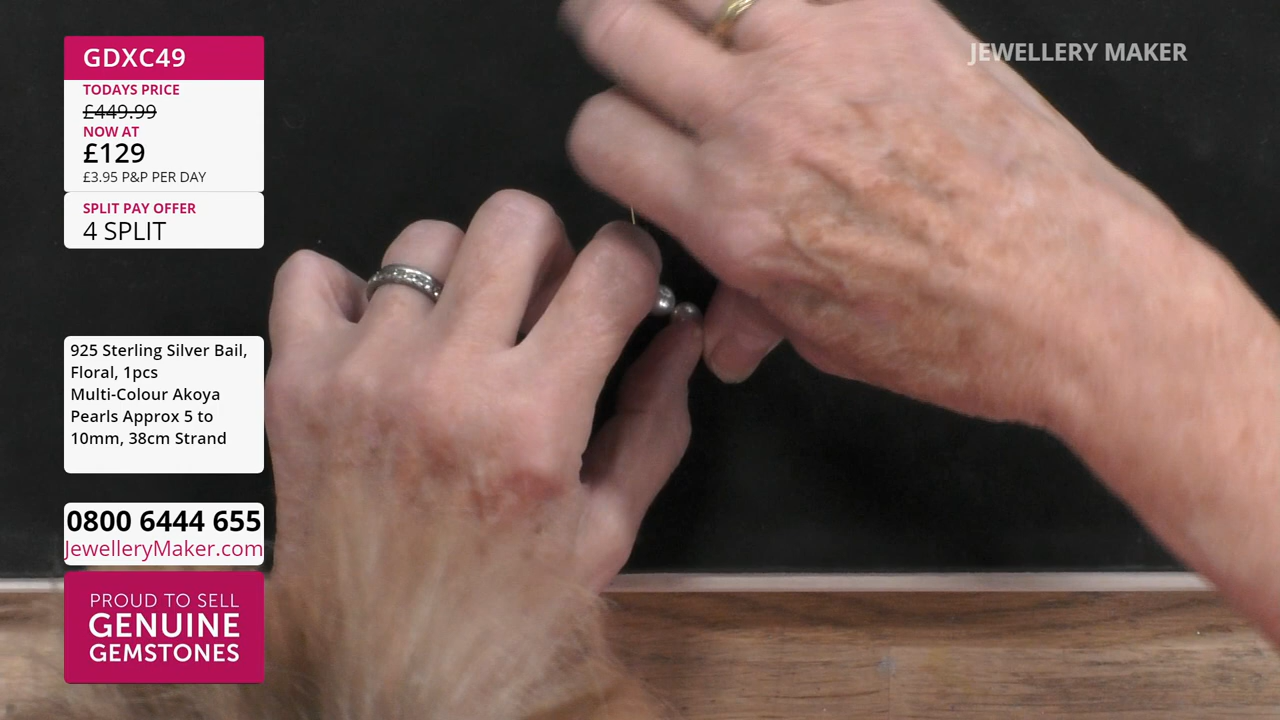 GDXC49
TODAYS PRICE
£449.99
NOW AT
£129
£3.95 P&P PER DAY
SPLIT PAY OFFER
4 SPLIT
925 Sterling Silver Bail,
Floral, 1pcs
Multi-Colour Akoya
Pearls Approx 5 to
10mm, 38cm Strand
0800 6444 655
JewelleryMaker.com
PROUD TO SELL
GENUINE
GEMSTONES
JEWELLERY MAKER